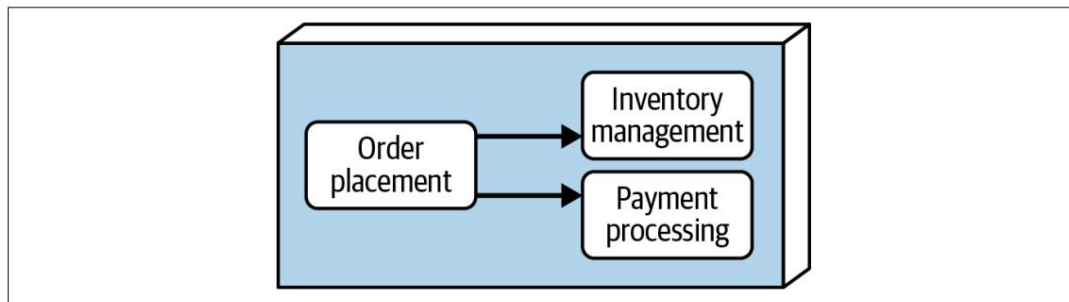 Order
placement
Inventory
management
Payment
processing